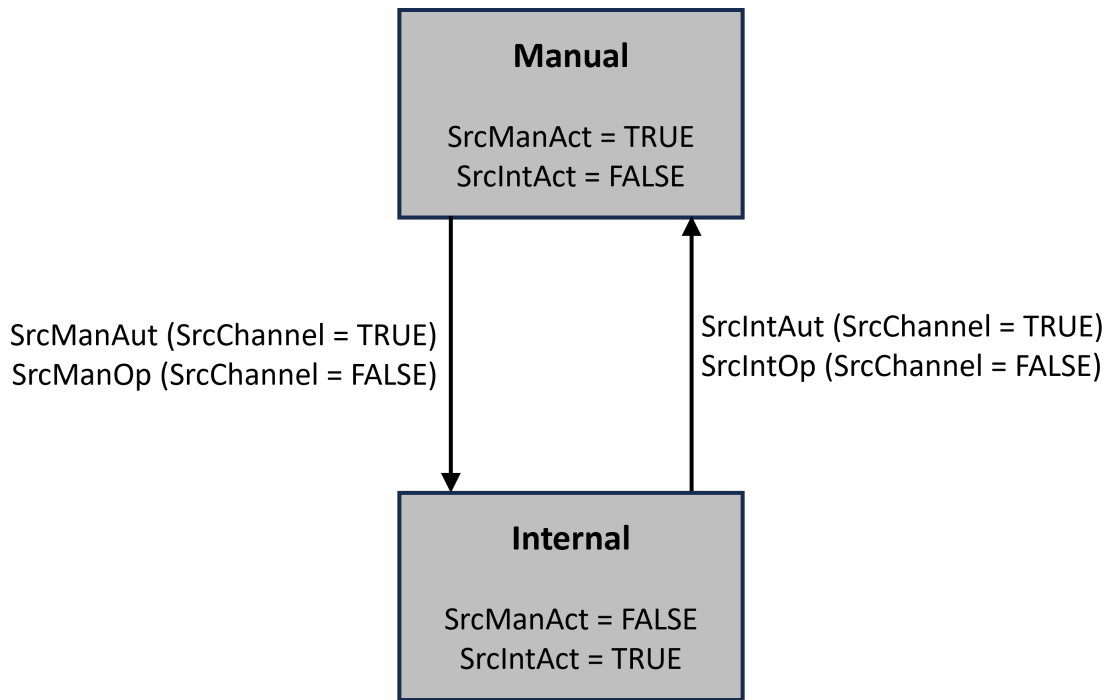 Manual
SrcManAct = TRUE
SrcIntAct = FALSE
SrcManAut (SrcChannel = TRUE)
SrcManOp (SrcChannel = FALSE)
SrcIntAut (SrcChannel = TRUE)
SrcIntOp (SrcChannel = FALSE)
Internal
SrcManAct = FALSE
SrcIntAct = TRUE